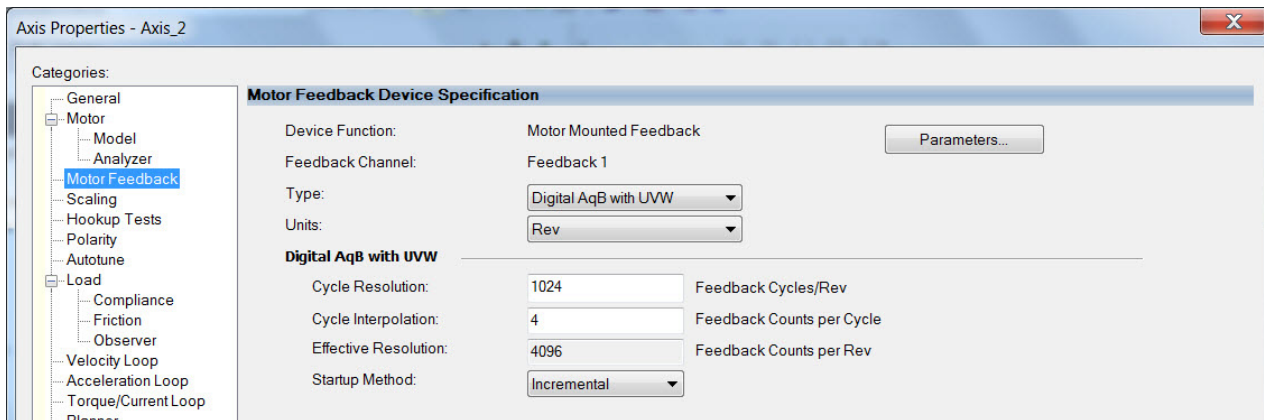 Axis Properties - Axis_2
X
Categories:
General
Motor
Model
Analyzer
Motor Feedback
Scaling
Hookup Tests
Polarity
Autotune
Load
Compliance
Friction
Observer
Velocity Loop
Acceleration Loop
Torque/Current Loop
Planner
Motor Feedback Device Specification
Device Function: Motor Mounted Feedback Parameters...
Feedback Channel: Feedback 1
Type: Digital AqB with UVW
Units: Rev
Digital AqB with UVW
Cycle Resolution: 1024 Feedback Cycles/Rev
Cycle Interpolation: 4 Feedback Counts per Cycle
Effective Resolution: 4096 Feedback Counts per Rev
Startup Method: Incremental